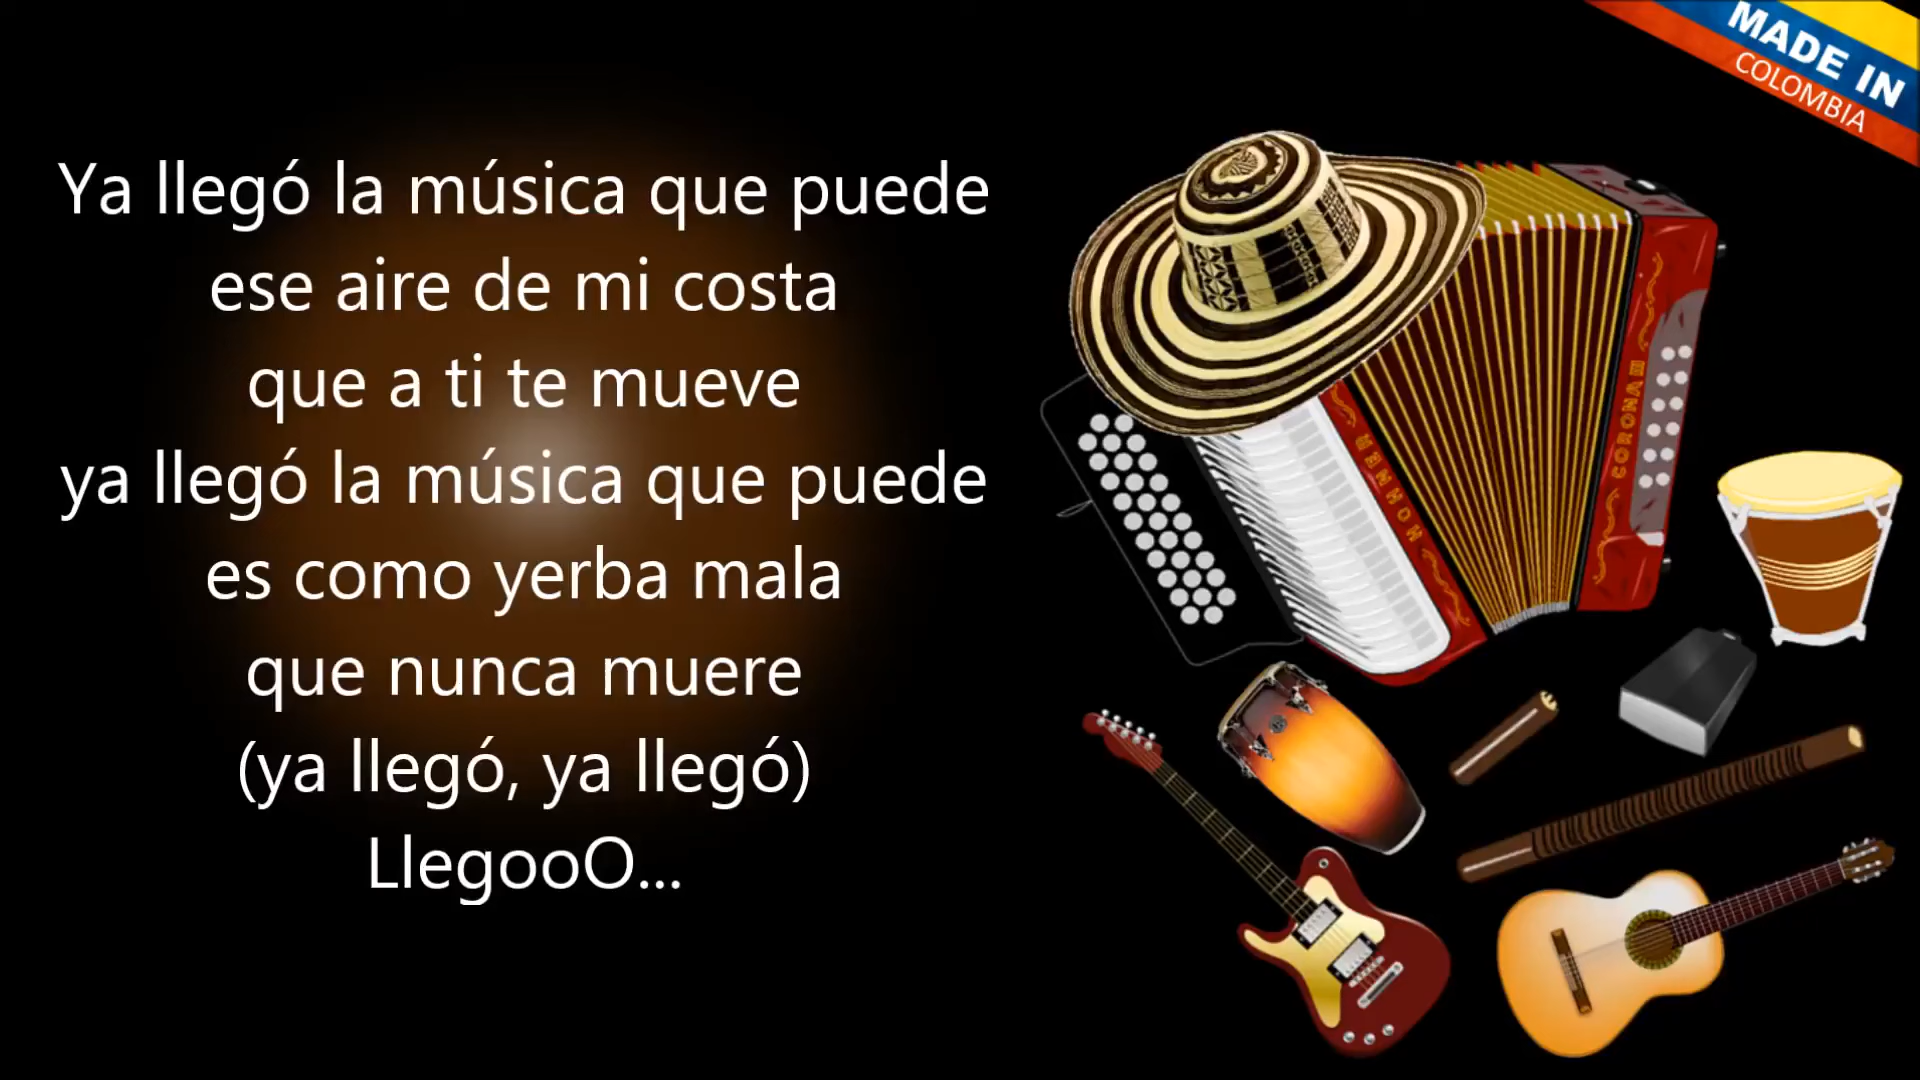 Ya llegó la música que puede
ese aire de mi costa
que a ti te mueve
ya llegó la música que puede
es como yerba mala
que nunca muere
(ya llegó, ya llegó)
LlegooO...
MADE IN
COLOMBIA
HOHNER
CORONA III